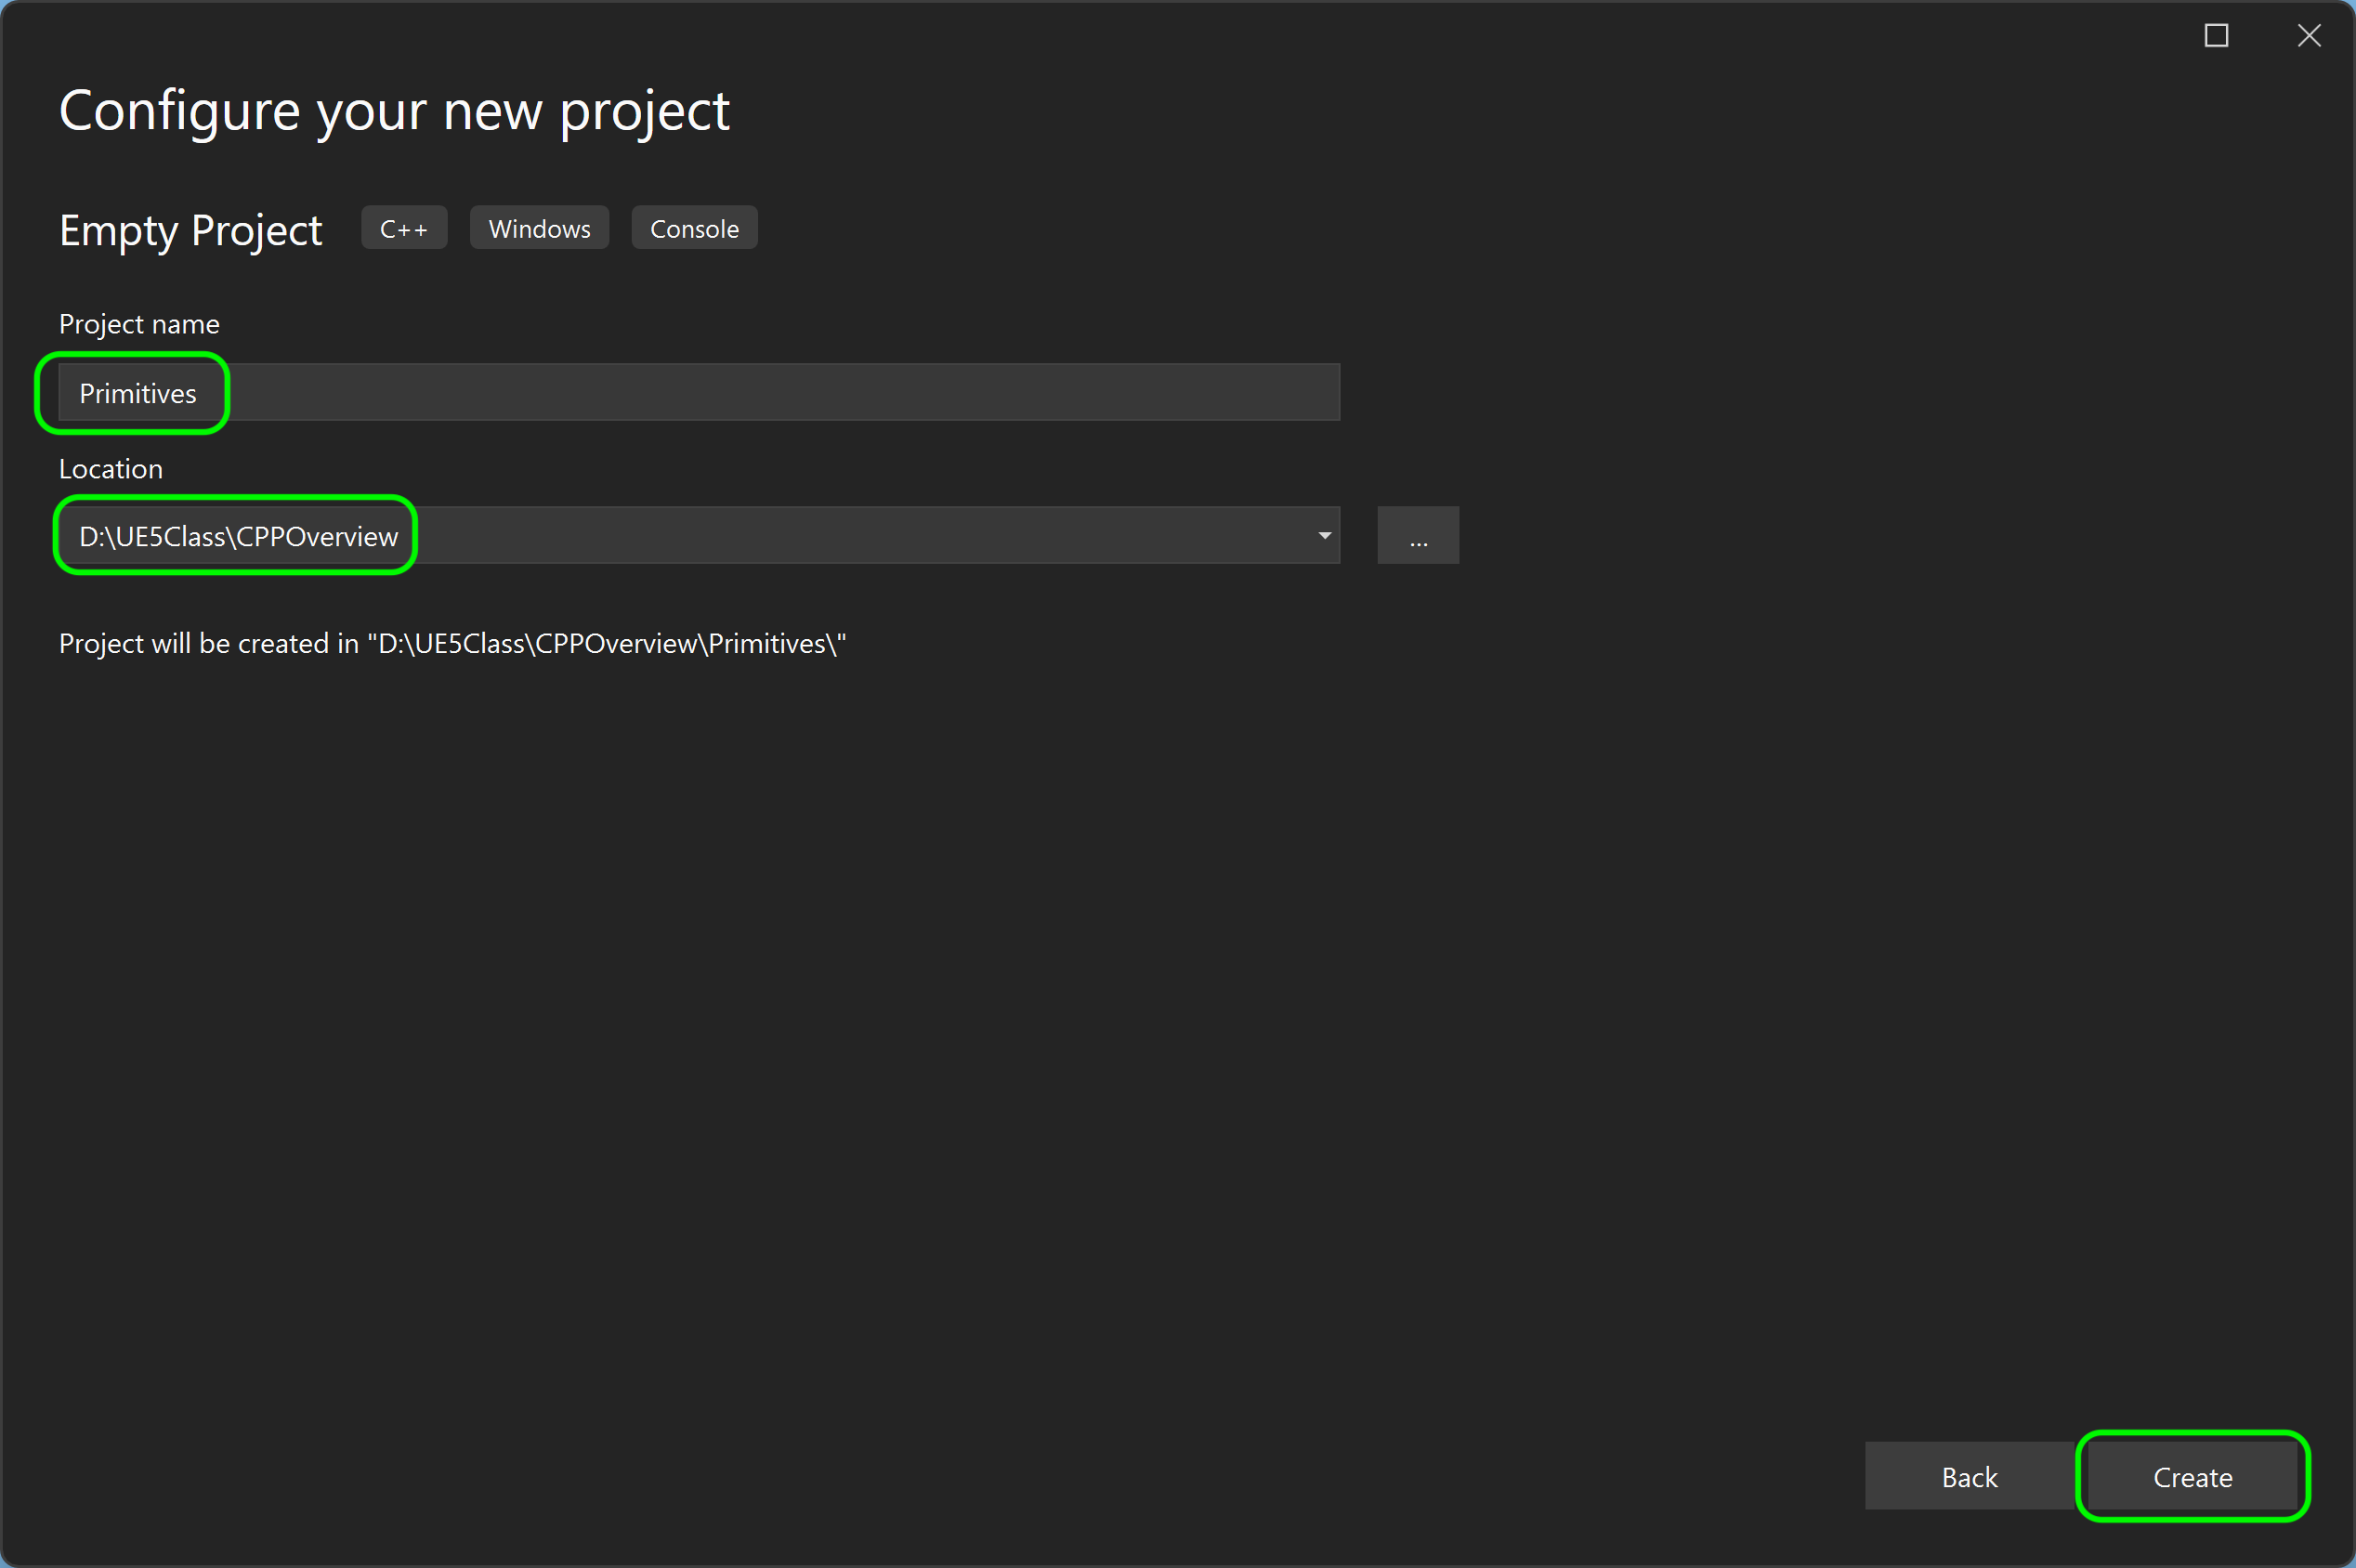 Configure your new project
Empty Project C++ Windows Console
Project name
Primitives
Location
D:\UE5Class\CPPOverview ...
Project will be created in "D:\UE5Class\CPPOverview\Primitives\"
Back Create